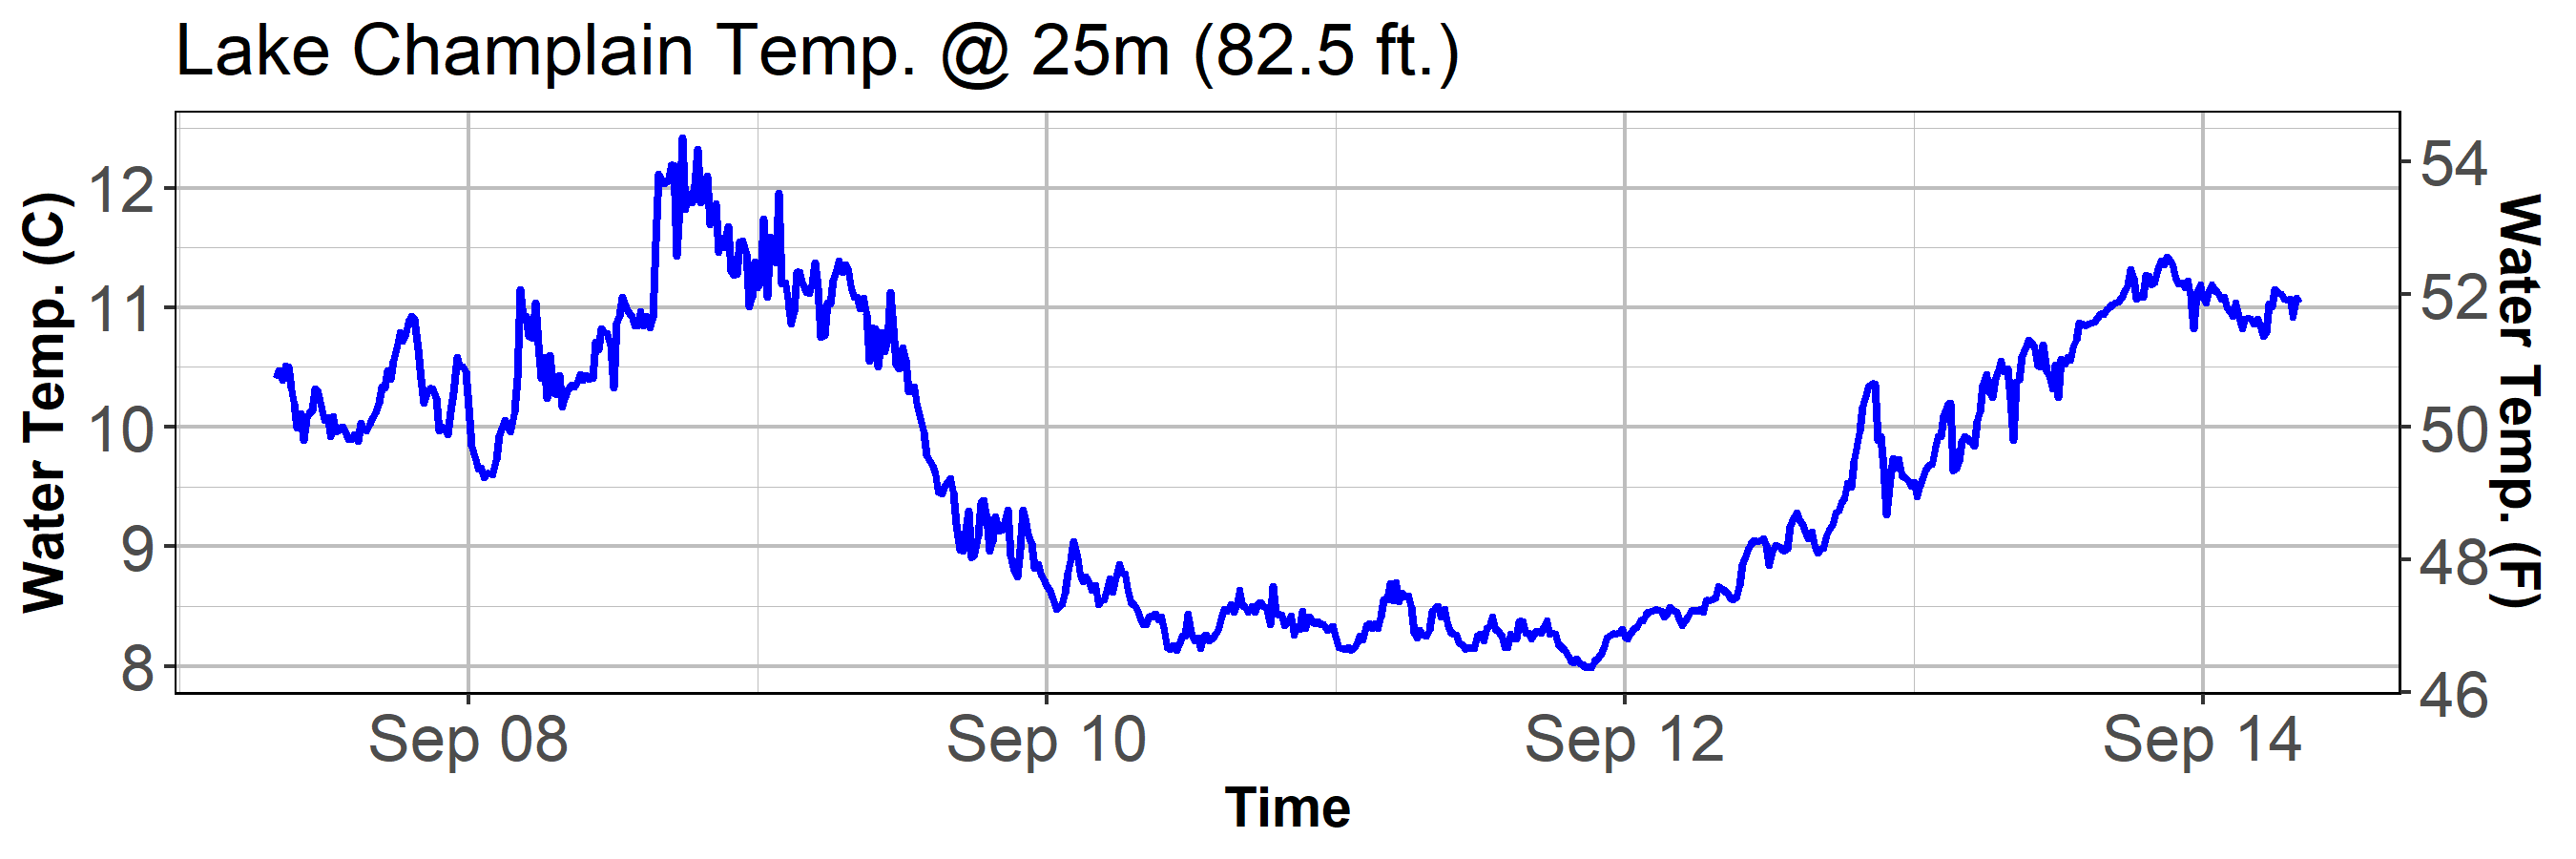 Lake Champlain Temp. @ 25m (82.5 ft.)
Water Temp. (C)
12
11
10
9
8
54
52
50
48
46
Water Temp. (F)
Sep 08
Sep 10
Sep 12
Sep 14
Time